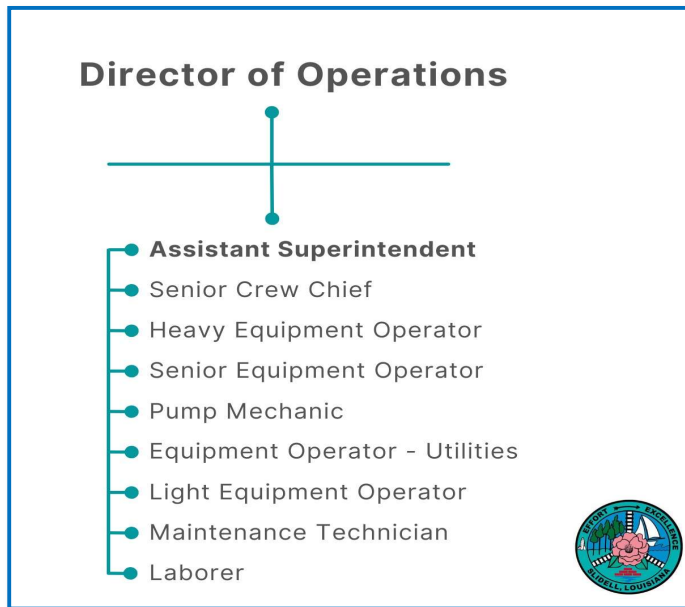 Director of Operations
Assistant Superintendent
Senior Crew Chief
Heavy Equipment Operator
Senior Equipment Operator
Pump Mechanic
Equipment Operator - Utilities
Light Equipment Operator
Maintenance Technician
Laborer
EFFORT EXCELLENCE
SLIDELL, LOUISIANA